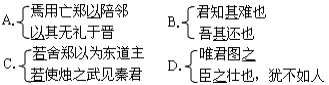 A.{焉用亡郑以陪邻 B.{君知其难也
以其无礼于晋 吾其还也
C.{若舍郑以为东道主 D.{唯君图之
若使烛之武见秦君 臣之壮也，犹不如人